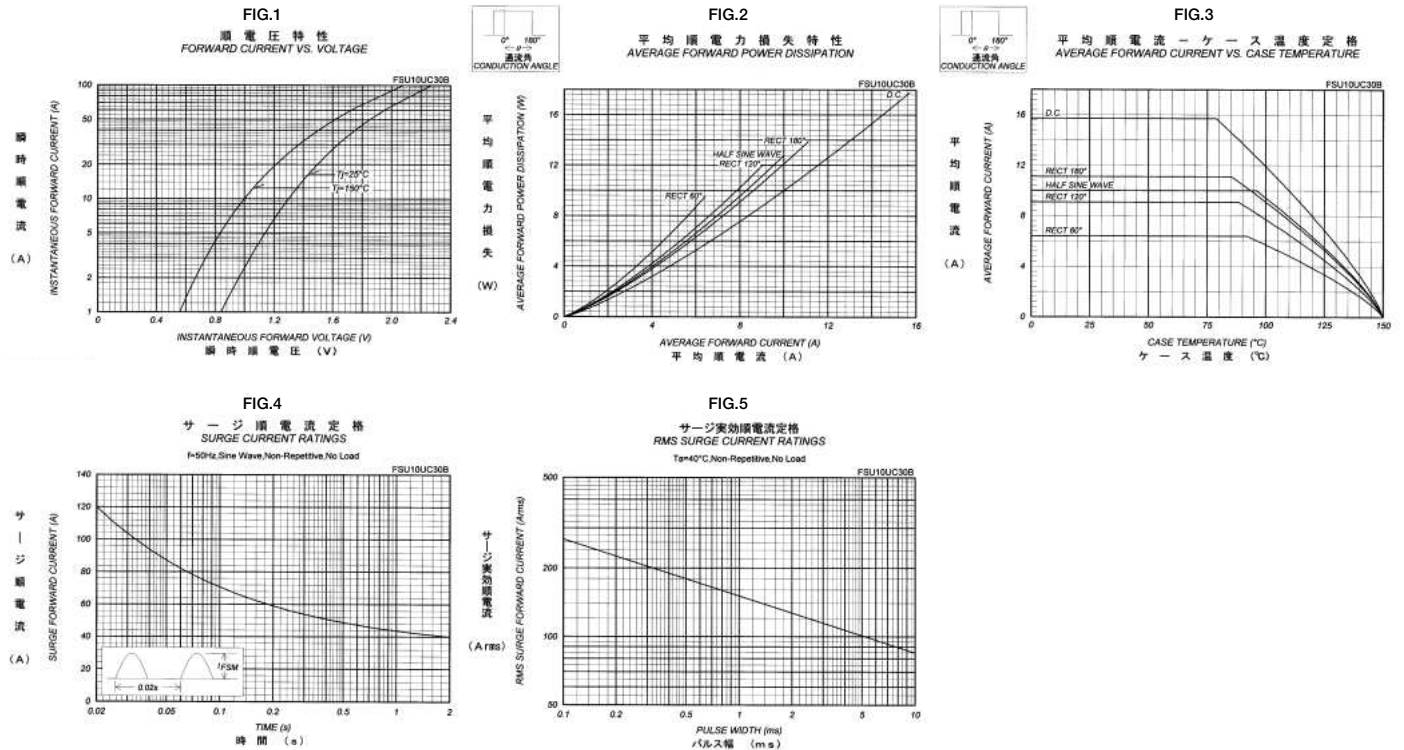 FIG.1
順電圧特性
FORWARD CURRENT VS. VOLTAGE
FSU10UC30B
100
50
20
10
5
2
1
0
0.4
0.8
1.2
1.6
2.0
2.4
Tj=25°C
Tj=150°C
瞬時順電流
(A)
INSTANTANEOUS FORWARD CURRENT (A)
INSTANTANEOUS FORWARD VOLTAGE (V)
瞬時順電圧 (V)
FIG.2
0° 180°
θ
通流角
CONDUCTION ANGLE
平均順電力損失特性
AVERAGE FORWARD POWER DISSIPATION
FSU10UC30B
D.C.
RECT 180°
HALF SINE WAVE
RECT 120°
RECT 60°
16
12
8
4
0
0
4
8
12
16
平均順電力損失
(W)
AVERAGE FORWARD POWER DISSIPATION (W)
AVERAGE FORWARD CURRENT (A)
平均順電流 (A)
FIG.3
0° 180°
θ
通流角
CONDUCTION ANGLE
平均順電流－ケース温度定格
AVERAGE FORWARD CURRENT VS. CASE TEMPERATURE
FSU10UC30B
D.C.
RECT 180°
HALF SINE WAVE
RECT 120°
RECT 60°
16
12
8
4
0
0
25
50
75
100
125
150
平均順電流
(A)
AVERAGE FORWARD CURRENT (A)
CASE TEMPERATURE (°C)
ケース温度 (℃)
FIG.4
サージ順電流定格
SURGE CURRENT RATINGS
f=50Hz,Sine Wave,Non-Repetitive,No Load
FSU10UC30B
140
120
100
80
60
40
20
0
0.02
0.05
0.1
0.2
0.5
1
2
IFSM
0.02s
サージ順電流
(A)
SURGE FORWARD CURRENT (A)
TIME (s)
時間 (s)
FIG.5
サージ実効順電流定格
RMS SURGE CURRENT RATINGS
Ta=40°C,Non-Repetitive,No Load
FSU10UC30B
500
200
100
50
0.1
0.5
1
2
5
10
サージ実効順電流
(Arms)
RMS SURGE FORWARD CURRENT (Arms)
PULSE WIDTH (ms)
パルス幅 (ms)